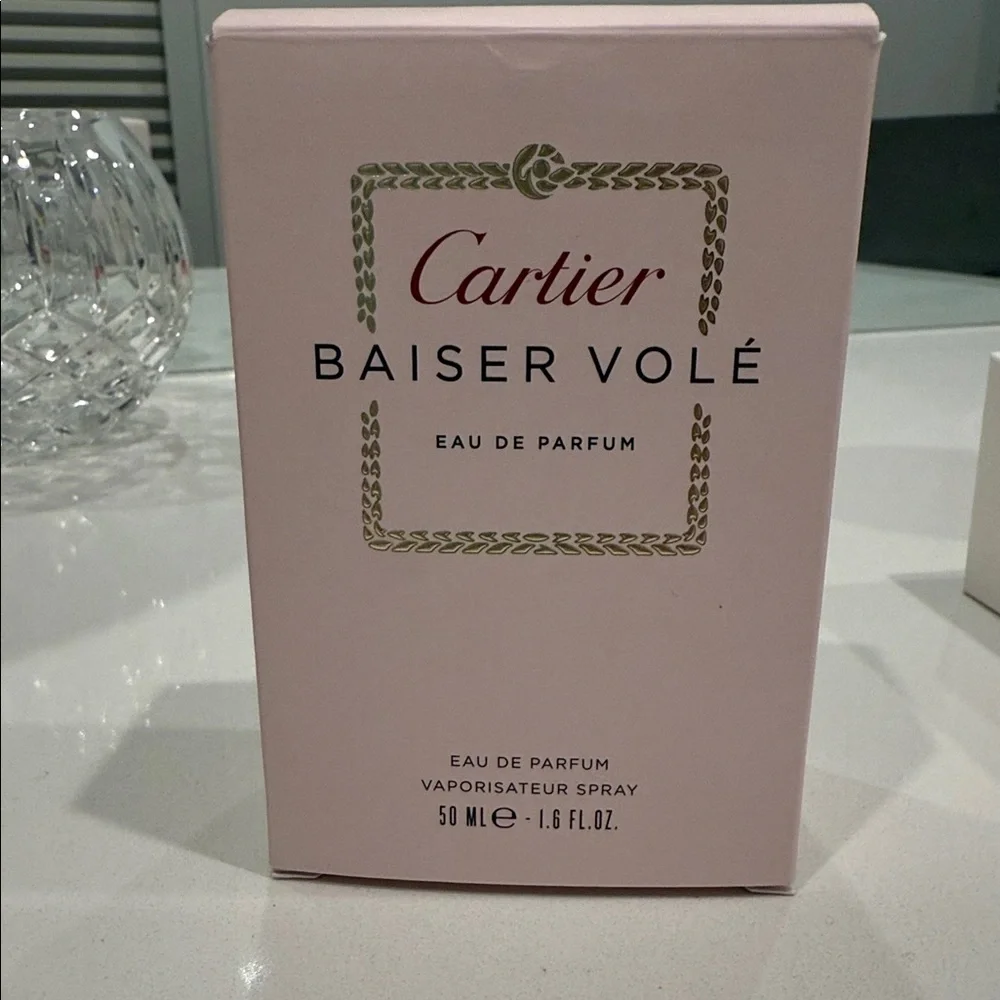 Cartier
BAISER VOLÉ
EAU DE PARFUM
EAU DE PARFUM
VAPORISATEUR SPRAY
50 ML℮ - 1.6 FL.OZ.